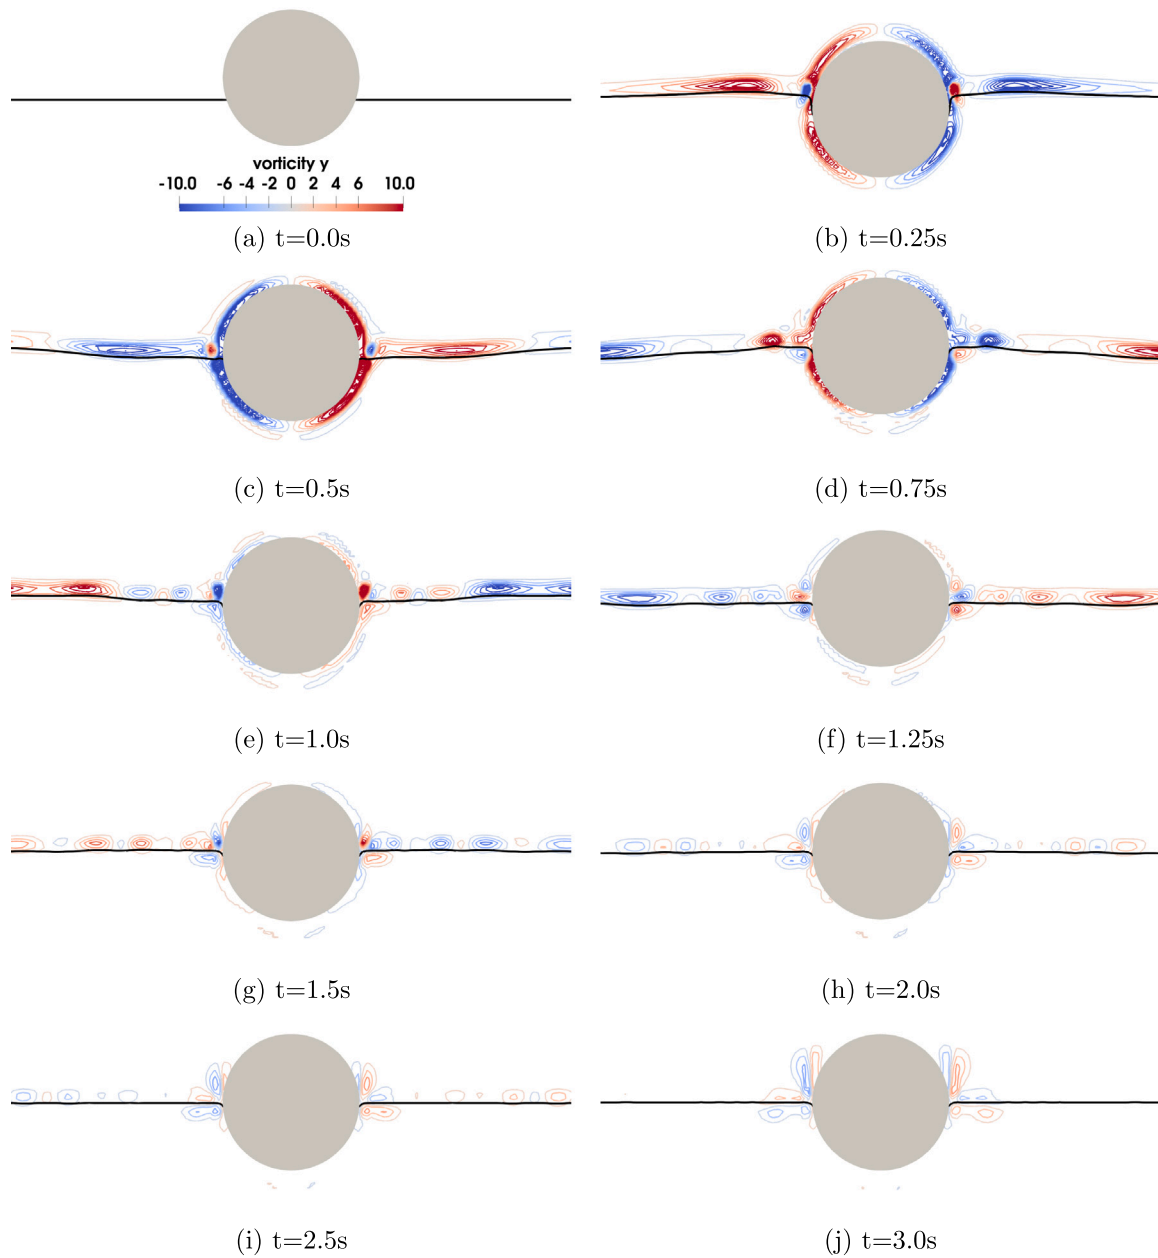 vorticity y
-10.0 -6 -4 -2 0 2 4 6 10.0
(a) t=0.0s
(b) t=0.25s
(c) t=0.5s
(d) t=0.75s
(e) t=1.0s
(f) t=1.25s
(g) t=1.5s
(h) t=2.0s
(i) t=2.5s
(j) t=3.0s